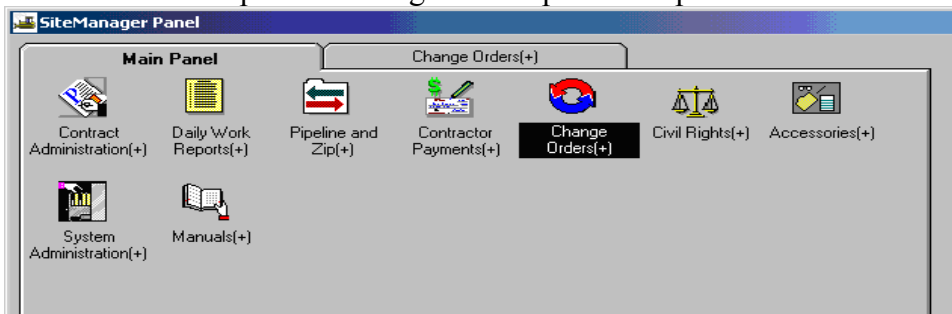 SiteManager Panel
Main Panel Change Orders(+)
Contract Administration(+)
Daily Work Reports(+)
Pipeline and Zip(+)
Contractor Payments(+)
Change Orders(+)
Civil Rights(+)
Accessories(+)
System Administration(+)
Manuals(+)